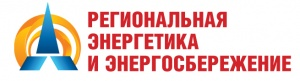 РЕГИОНАЛЬНАЯ
ЭНЕРГЕТИКА
И ЭНЕРГОСБЕРЕЖЕНИЕ